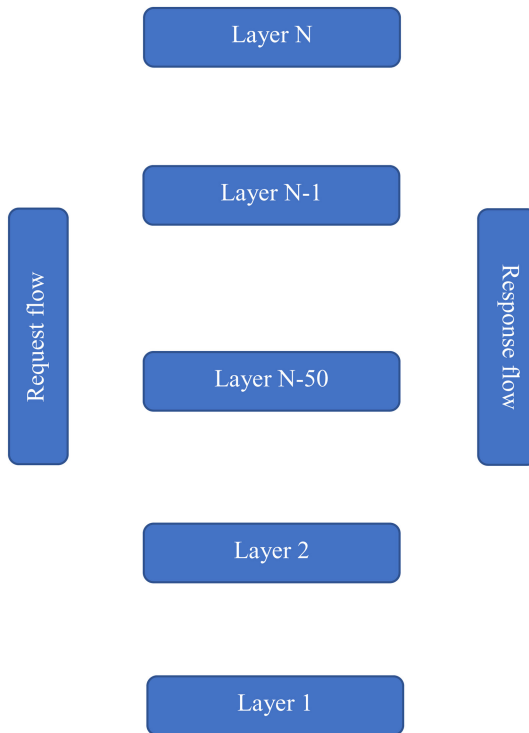 Layer N
Layer N-1
Request flow
Response flow
Layer N-50
Layer 2
Layer 1